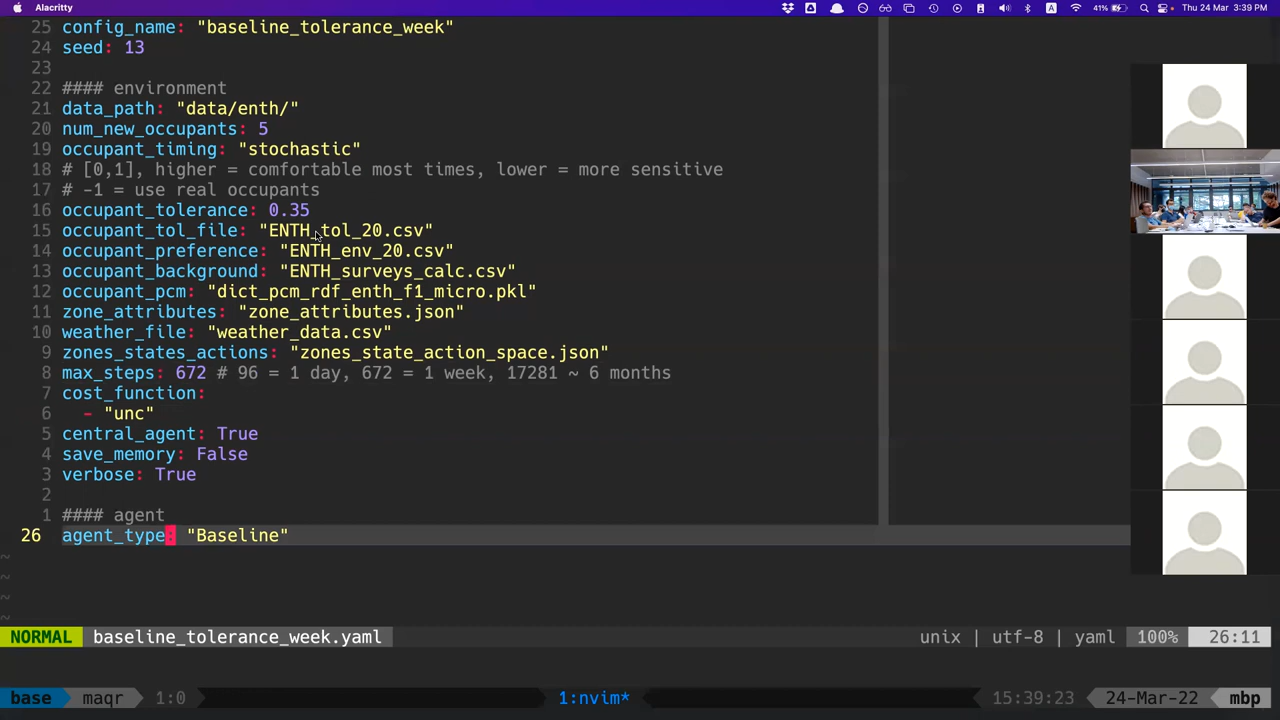 Alacritty
41%
A
Thu 24 Mar 3:39 PM
25 config_name: "baseline_tolerance_week"
24 seed: 13
23
22 #### environment
21 data_path: "data/enth/"
20 num_new_occupants: 5
19 occupant_timing: "stochastic"
18 # [0,1], higher = comfortable most times, lower = more sensitive
17 # -1 = use real occupants
16 occupant_tolerance: 0.35
15 occupant_tol_file: "ENTH_tol_20.csv"
14 occupant_preference: "ENTH_env_20.csv"
13 occupant_background: "ENTH_surveys_calc.csv"
12 occupant_pcm: "dict_pcm_rdf_enth_f1_micro.pkl"
11 zone_attributes: "zone_attributes.json"
10 weather_file: "weather_data.csv"
9 zones_states_actions: "zones_state_action_space.json"
8 max_steps: 672 # 96 = 1 day, 672 = 1 week, 17281 ~ 6 months
7 cost_function:
6 - "unc"
5 central_agent: True
4 save_memory: False
3 verbose: True
2
1 #### agent
26 agent_type: "Baseline"
~
~
~
~
NORMAL baseline_tolerance_week.yaml unix | utf-8 | yaml 100% 26:11
base maqr 1:0 1:nvim* 15:39:23 24-Mar-22 mbp